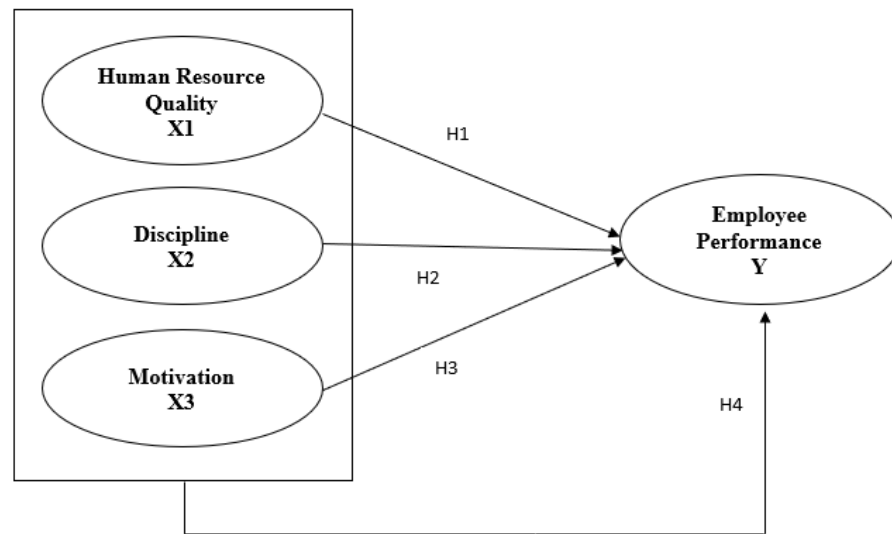 Human Resource
Quality
X1
H1
Employee
Performance
Y
Discipline
X2
H2
Motivation
X3
H3
H4